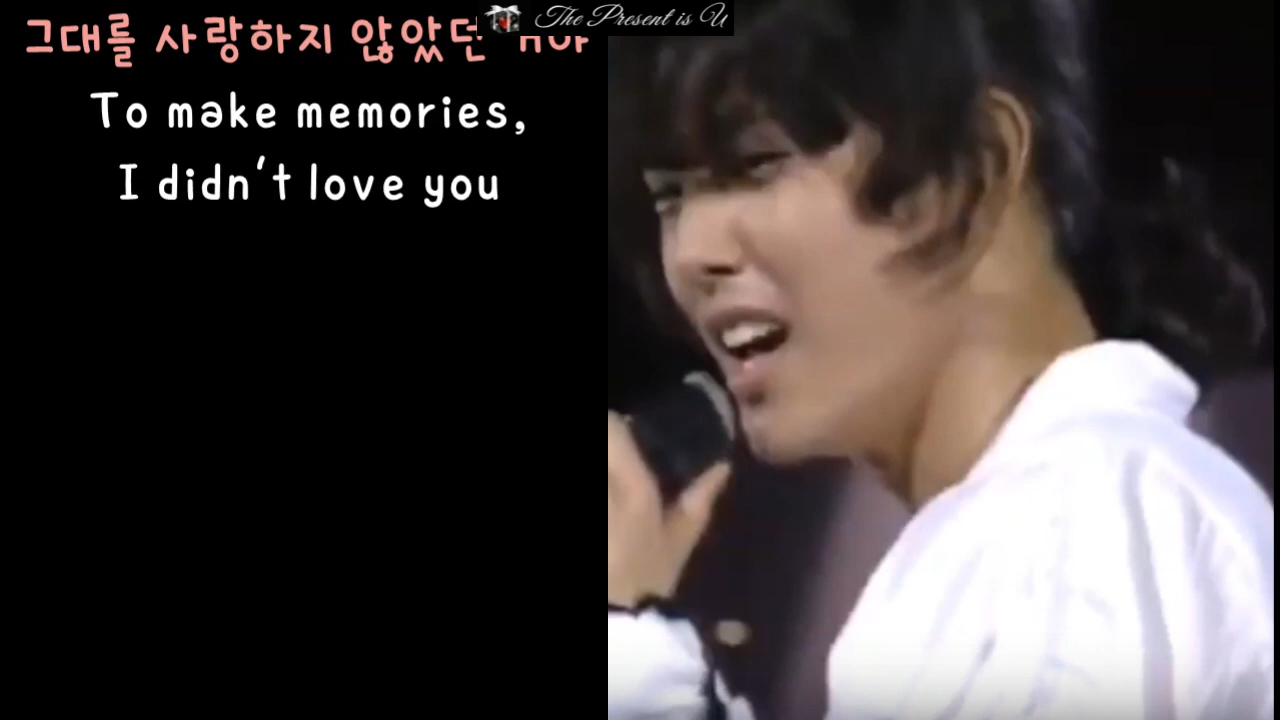 The Present is U
그대를 사랑하지 않았던
To make memories,
I didn't love you